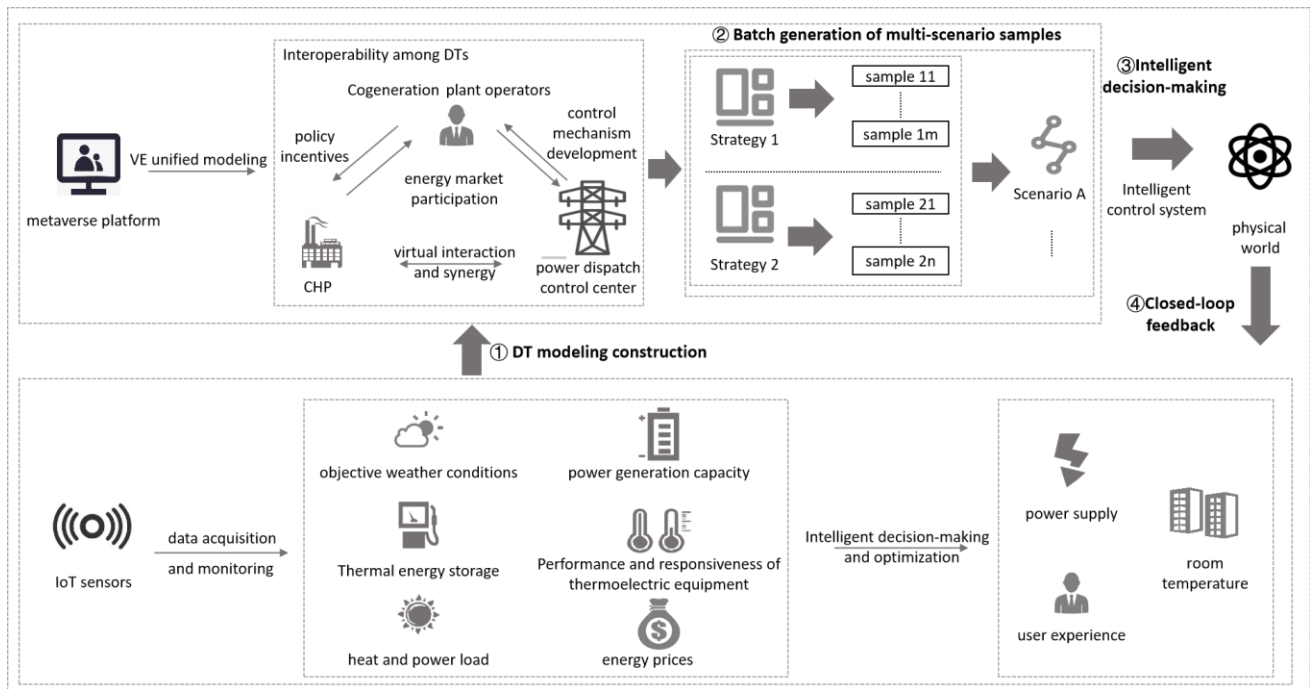 ② Batch generation of multi-scenario samples
Interoperability among DTs
Cogeneration plant operators
policy
incentives
control
mechanism
development
VE unified modeling
metaverse platform
energy market
participation
virtual interaction
and synergy
CHP
power dispatch
control center
Strategy 1
sample 11
sample 1m
Strategy 2
sample 21
sample 2n
Scenario A
③Intelligent
decision-making
Intelligent
control system
physical
world
④Closed-loop
feedback
① DT modeling construction
IoT sensors
data acquisition
and monitoring
objective weather conditions
power generation capacity
Thermal energy storage
Performance and responsiveness of
thermoelectric equipment
heat and power load
energy prices
Intelligent decision-making
and optimization
power supply
room
temperature
user experience